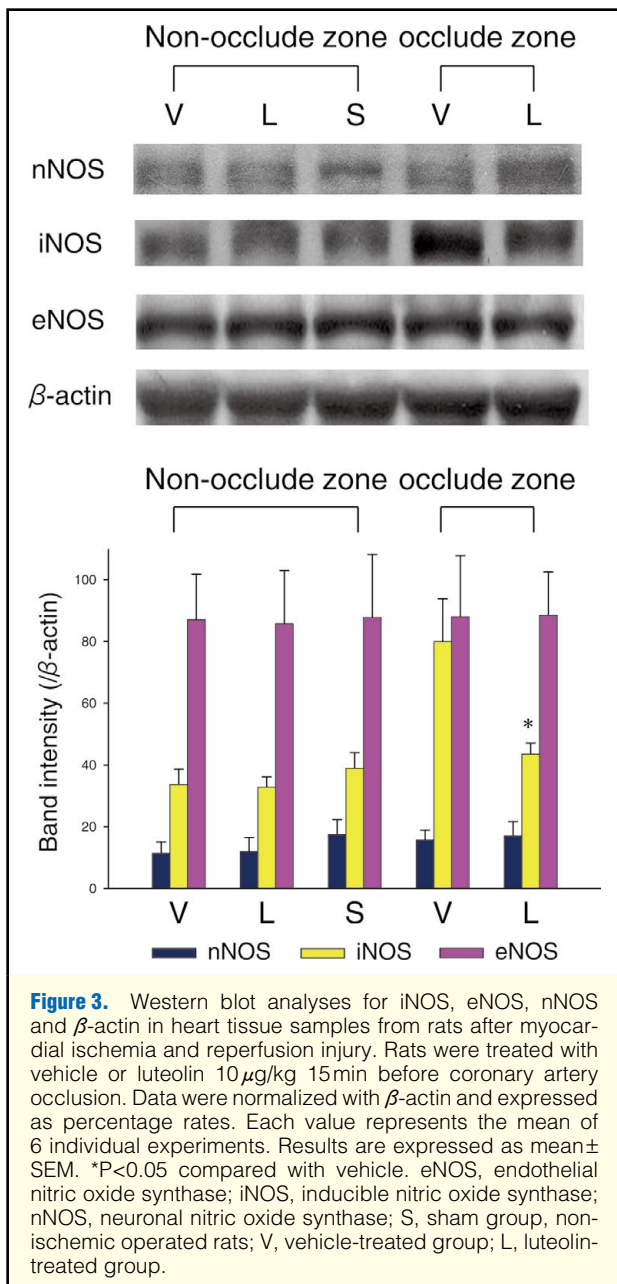 Non-occlude zone occlude zone
V L S V L
nNOS
iNOS
eNOS
β-actin
Non-occlude zone occlude zone
Band intensity (/β-actin)
100
80
60
40
20
0
*
V L S V L
nNOS iNOS eNOS
Figure 3. Western blot analyses for iNOS, eNOS, nNOS
and β-actin in heart tissue samples from rats after myocar-
dial ischemia and reperfusion injury. Rats were treated with
vehicle or luteolin 10 μg/kg 15 min before coronary artery
occlusion. Data were normalized with β-actin and expressed
as percentage rates. Each value represents the mean of
6 individual experiments. Results are expressed as mean±
SEM. *P<0.05 compared with vehicle. eNOS, endothelial
nitric oxide synthase; iNOS, inducible nitric oxide synthase;
nNOS, neuronal nitric oxide synthase; S, sham group, non-
ischemic operated rats; V, vehicle-treated group; L, luteolin-
treated group.